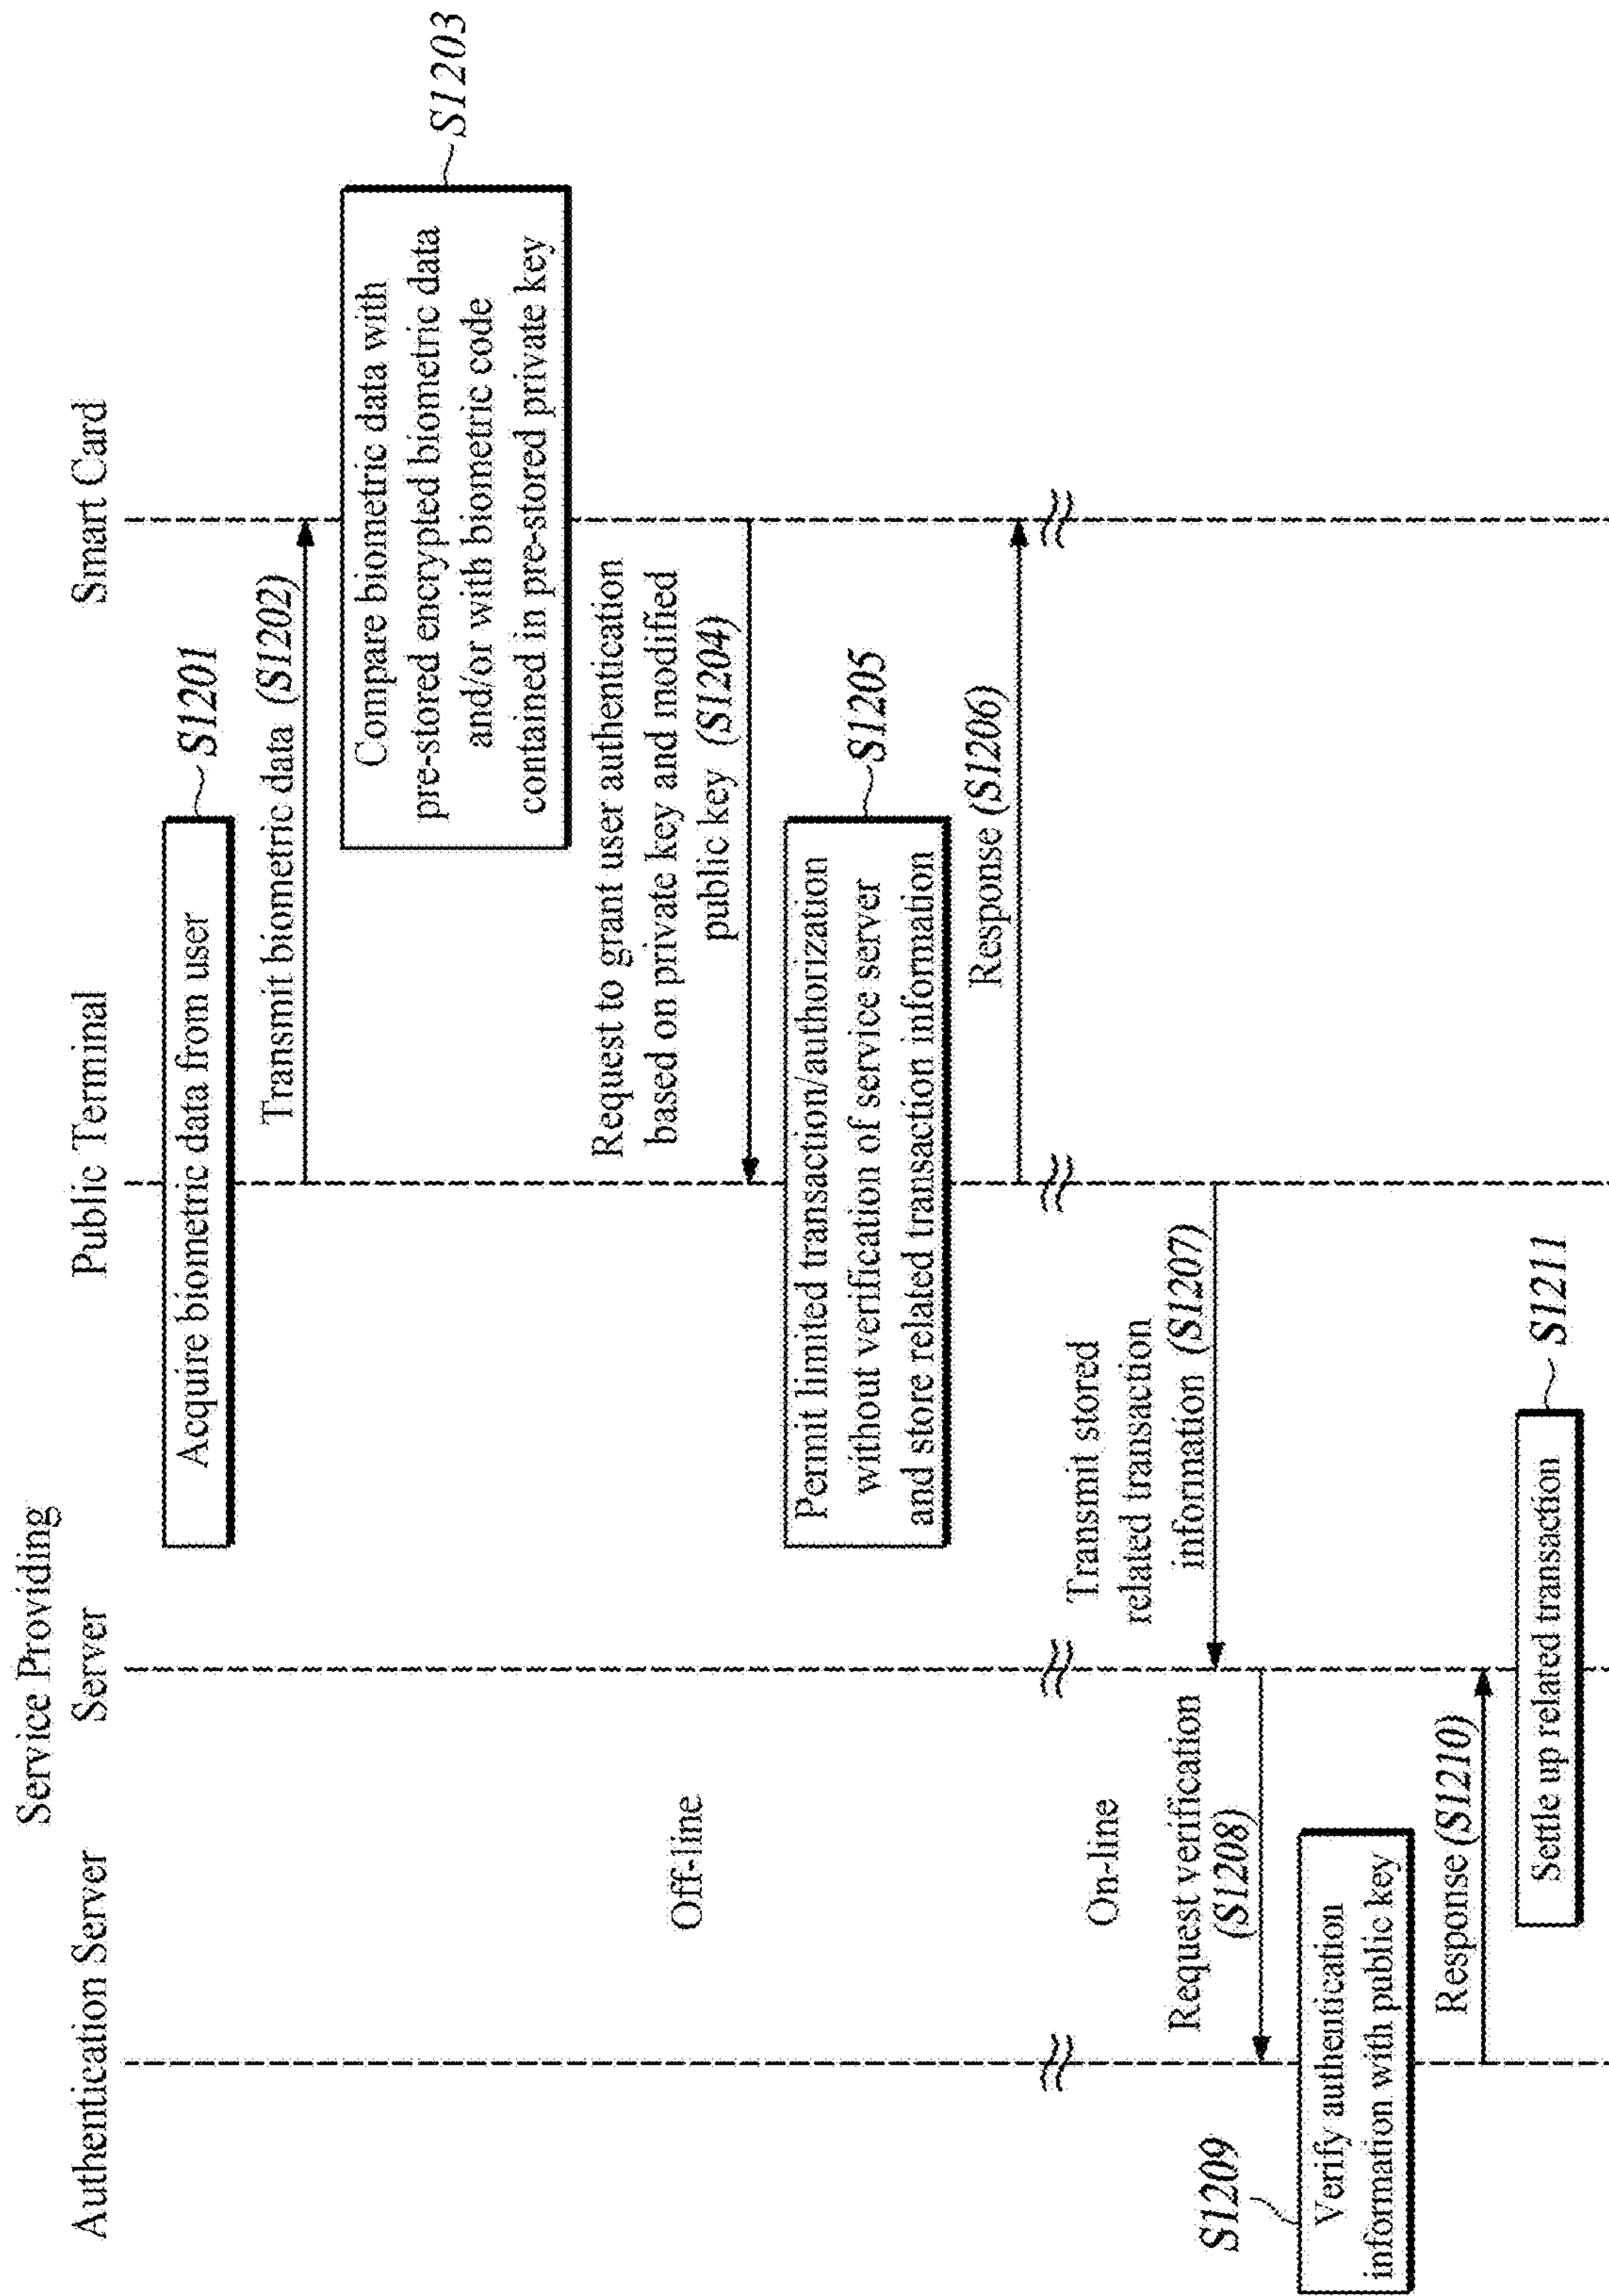 Service Providing
Authentication Server
Server
Public Terminal
Smart Card
Acquire biometric data from user
S1201
Transmit biometric data (S1202)
Compare biometric data with
pre-stored encrypted biometric data
and/or with biometric code
contained in pre-stored private key
S1203
Off-line
Request to grant user authentication
based on private key and modified
public key (S1204)
Permit limited transaction/authorization
without verification of service server
and store related transaction information
S1205
Response (S1206)
On-line
Transmit stored
related transaction
information (S1207)
Request verification
(S1208)
S1209
Verify authentication
information with public key
Response (S1210)
Settle up related transaction
S1211